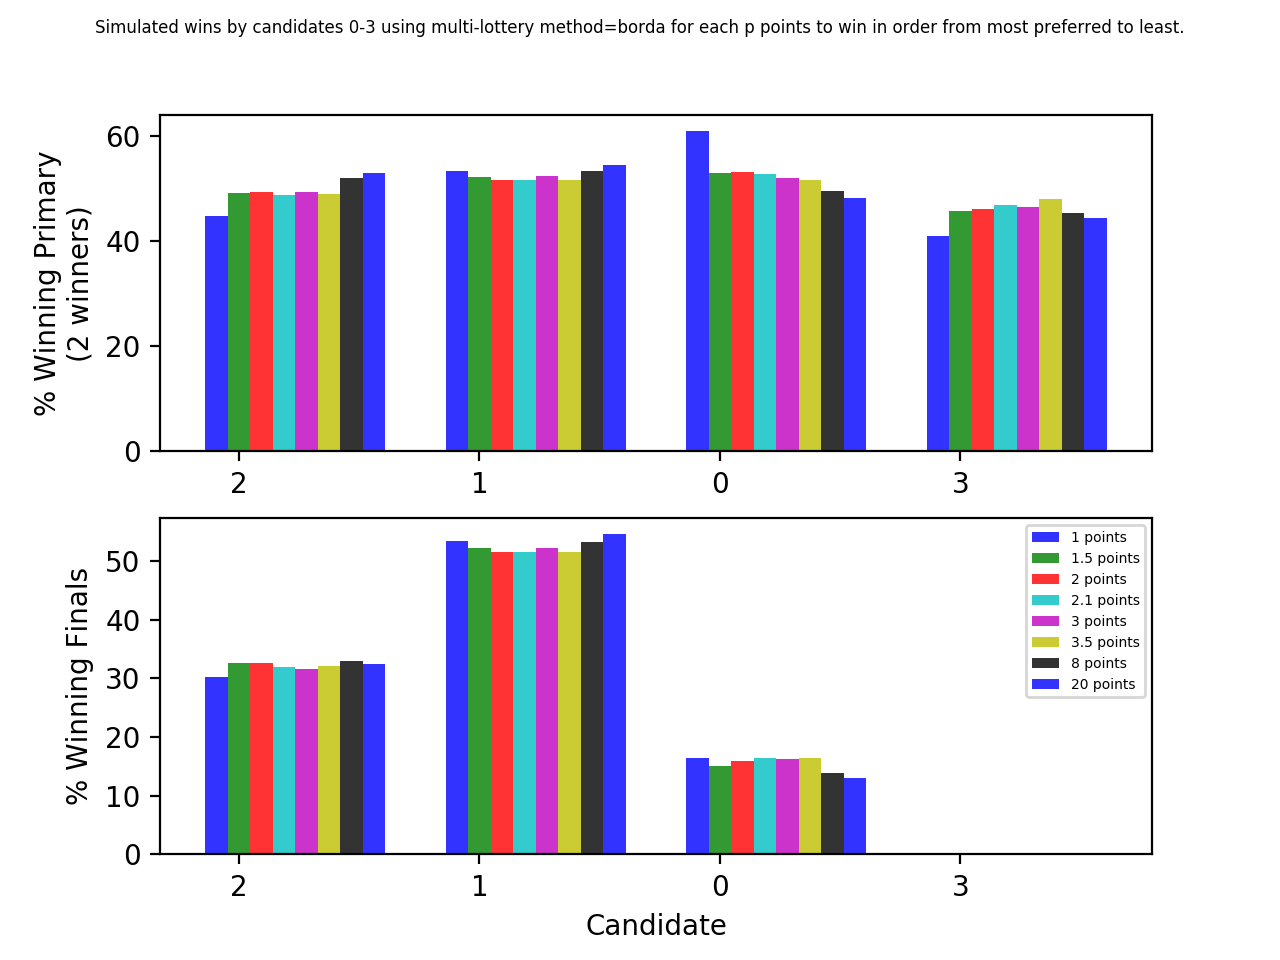 Simulated wins by candidates 0-3 using multi-lottery method=borda for each p points to win in order from most preferred to least.
% Winning Primary
(2 winners)
60
40
20
0
2 1 0 3
% Winning Finals
50
40
30
20
10
0
1 points
1.5 points
2 points
2.1 points
3 points
3.5 points
8 points
20 points
2 1 0 3
Candidate